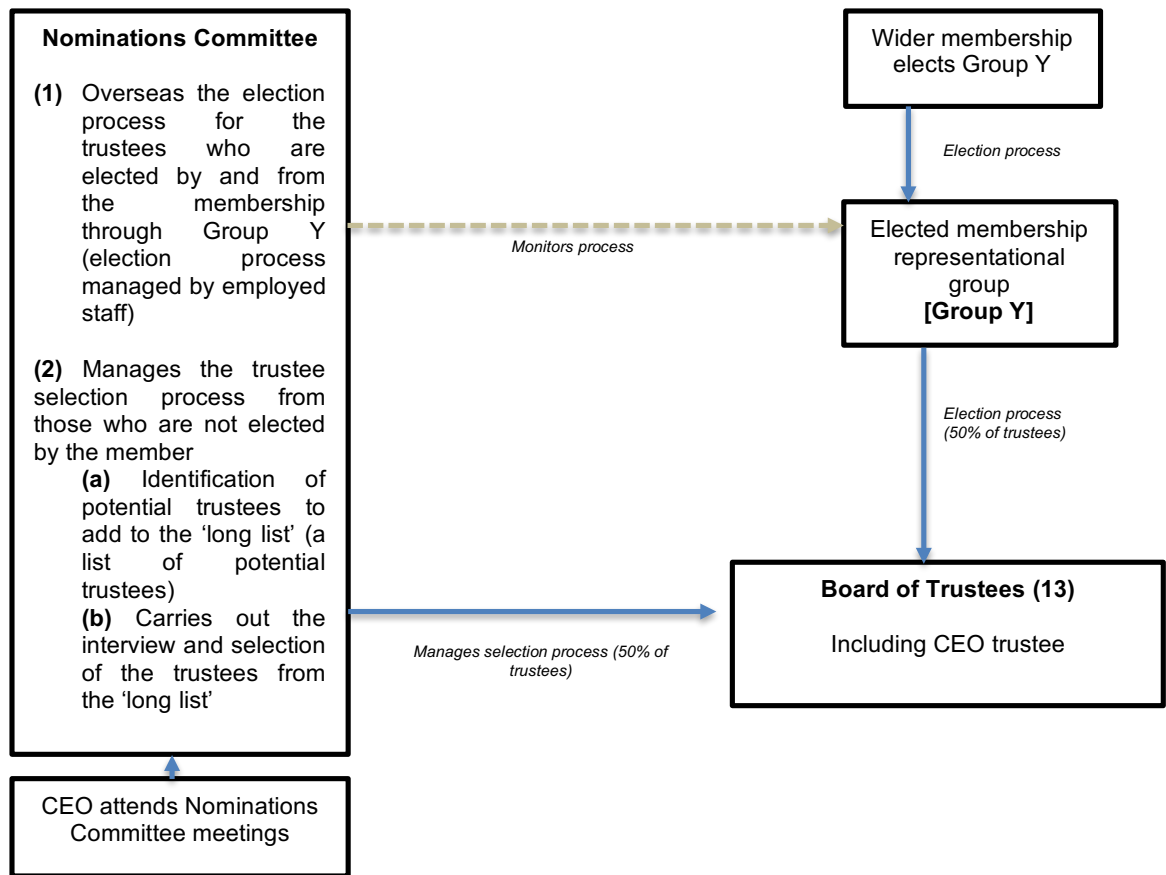 Nominations Committee
(1) Overseas the election
process for the
trustees who are
elected by and from
the membership
through Group Y
(election process
managed by employed
staff)
(2) Manages the trustee
selection process from
those who are not elected
by the member
(a) Identification of
potential trustees to
add to the ‘long list’ (a
list of potential
trustees)
(b) Carries out the
interview and selection
of the trustees from
the ‘long list’
CEO attends Nominations
Committee meetings
Monitors process
Manages selection process (50% of
trustees)
Wider membership
elects Group Y
Election process
Elected membership
representational
group
[Group Y]
Election process
(50% of trustees)
Board of Trustees (13)
Including CEO trustee